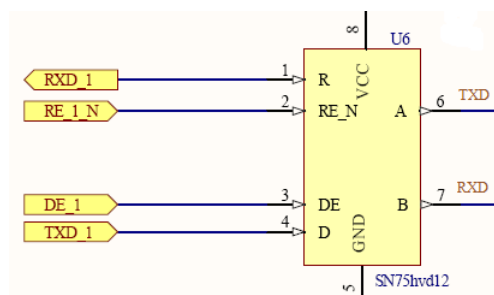 8
U6
RXD_1 1 R VCC
RE_1_N 2 RE_N A 6 TXD
DE_1 3 DE B 7 RXD
TXD_1 4 D GND
5 SN75hvd12